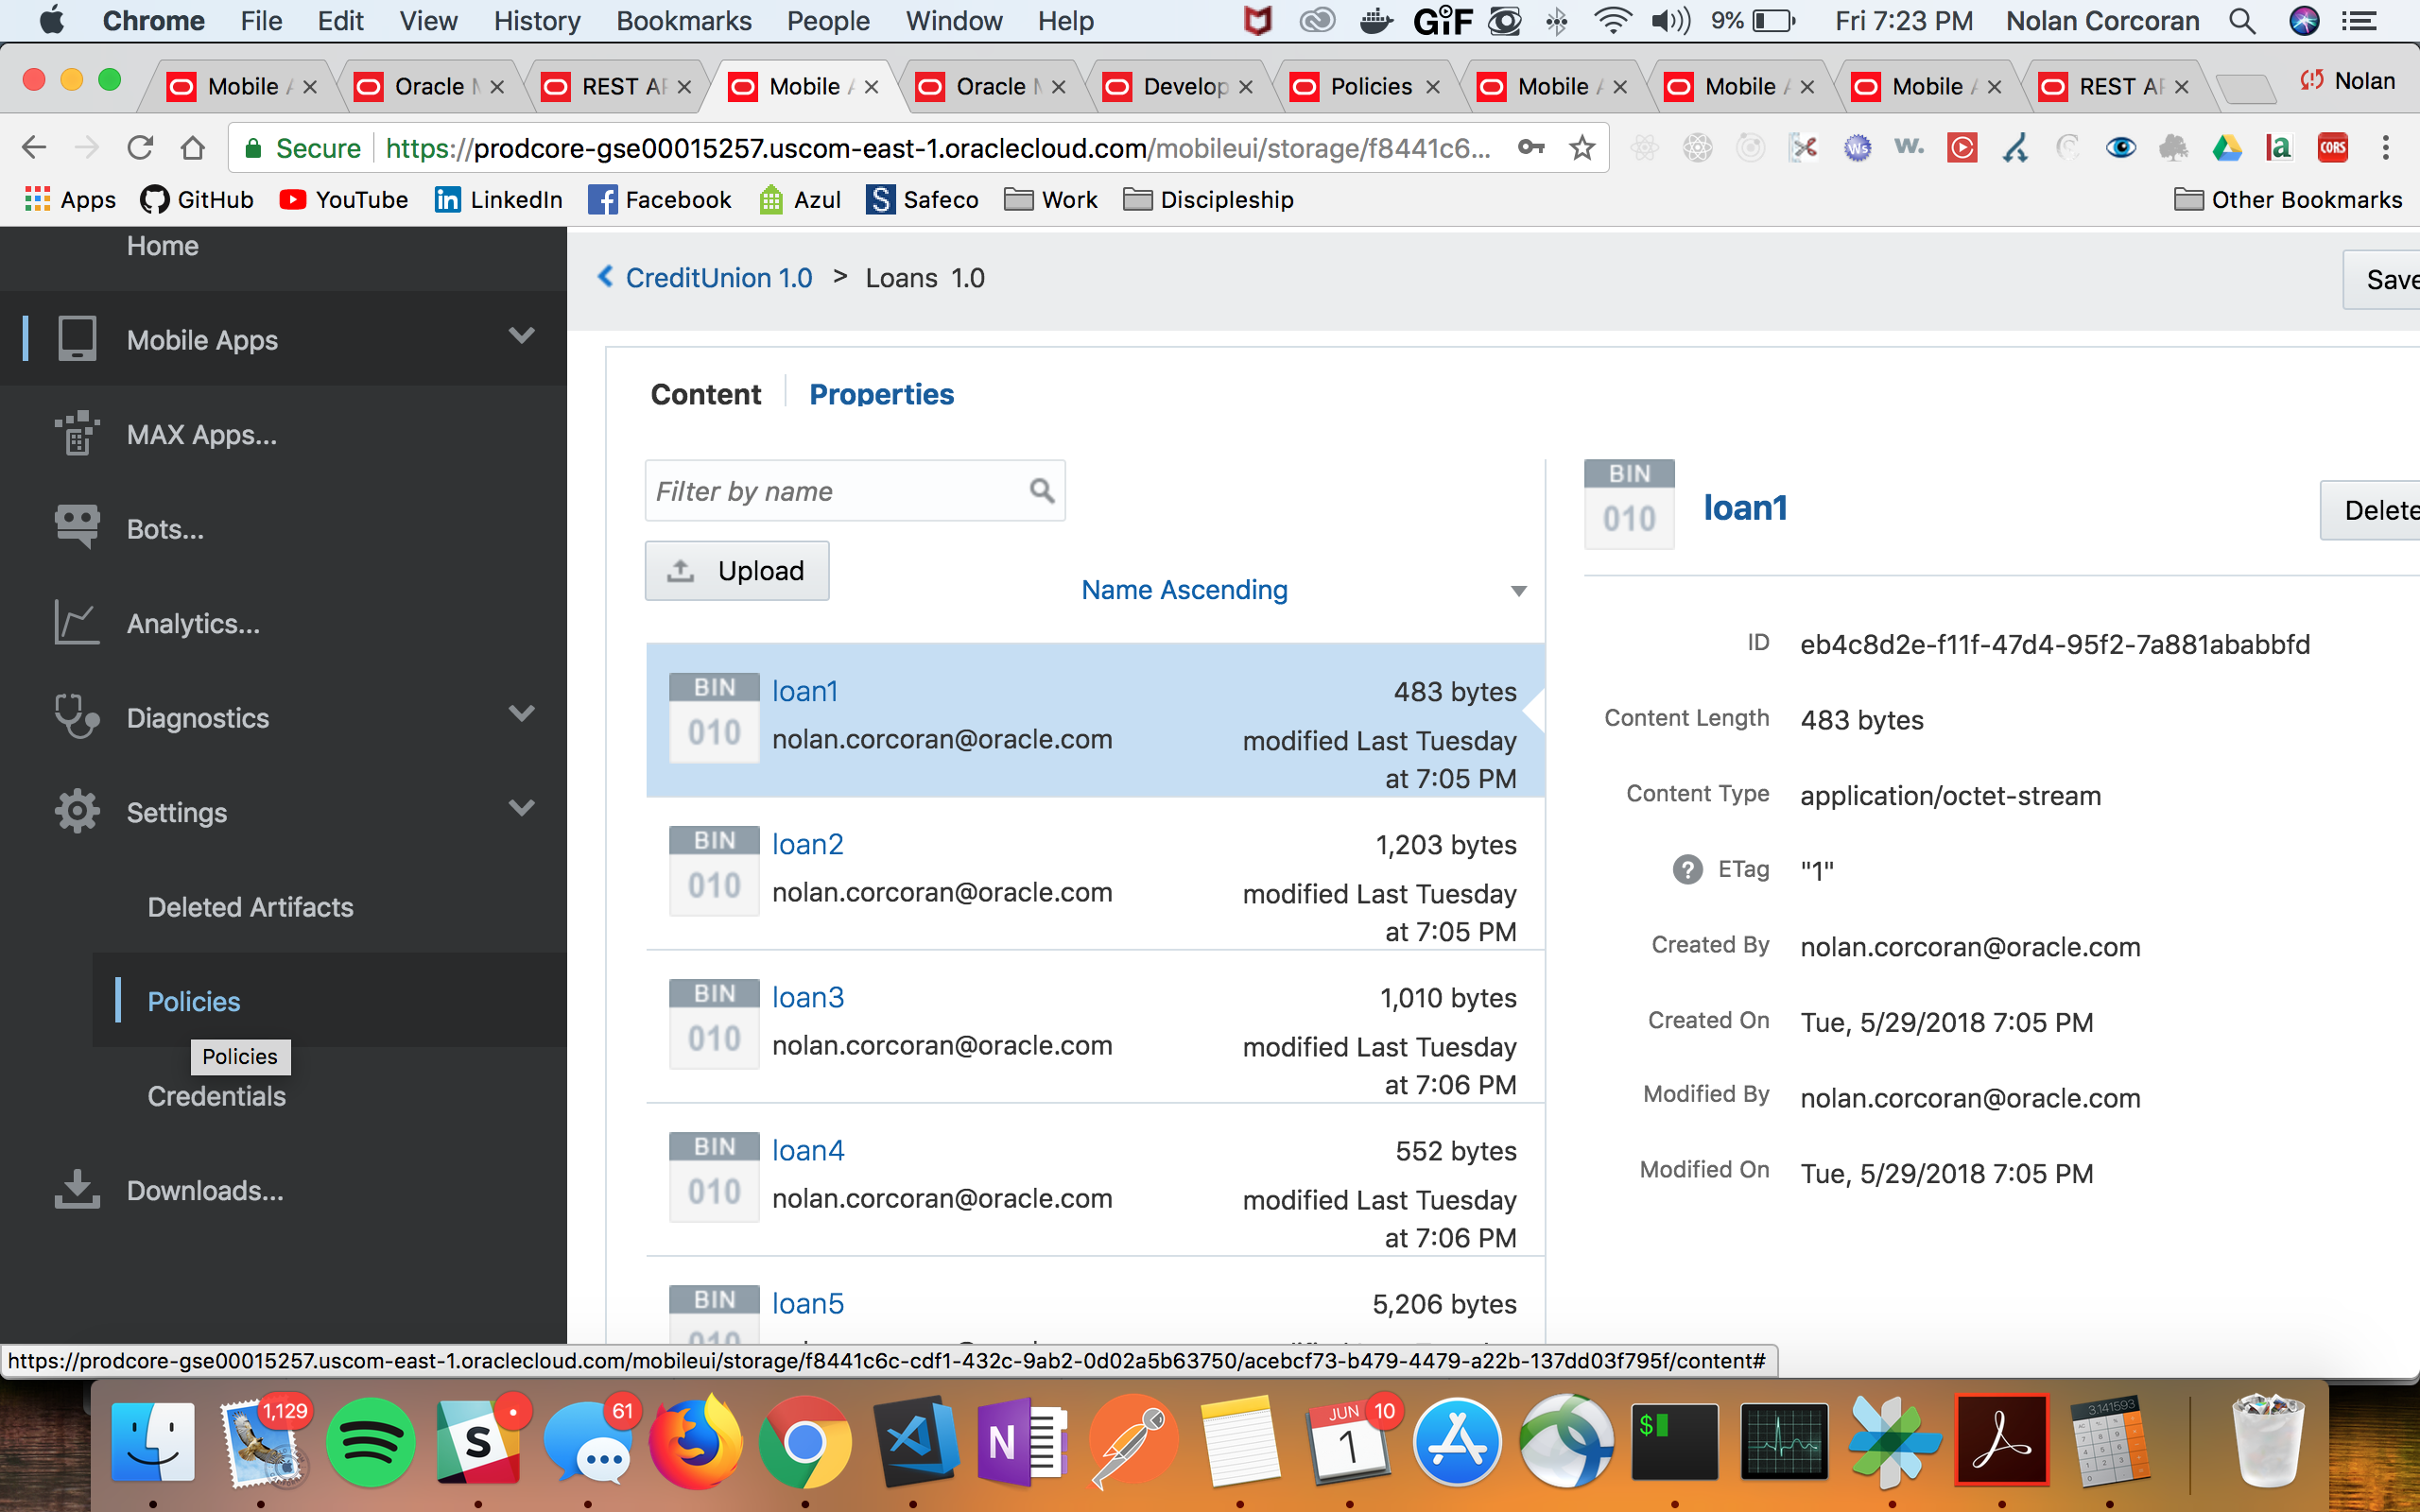 Chrome File Edit View History Bookmarks People Window Help GIF 9% Fri 7:23 PM Nolan Corcoran
Mobile A Oracle M REST AP Mobile A Oracle M Develop Policies Mobile A Mobile A Mobile A REST AP Nolan
Secure https://prodcore-gse00015257.uscom-east-1.oraclecloud.com/mobileui/storage/f8441c6... Ws w. a CORS
Apps GitHub YouTube LinkedIn Facebook Azul S Safeco Work Discipleship Other Bookmarks
Home
Mobile Apps
MAX Apps...
Bots...
Analytics...
Diagnostics
Settings
Deleted Artifacts
Policies
Policies
Credentials
Downloads...
CreditUnion 1.0 > Loans 1.0
Save
Content Properties
Filter by name
Upload
Name Ascending
BIN
010
loan1 483 bytes
nolan.corcoran@oracle.com modified Last Tuesday
at 7:05 PM
BIN
010
loan2 1,203 bytes
nolan.corcoran@oracle.com modified Last Tuesday
at 7:05 PM
BIN
010
loan3 1,010 bytes
nolan.corcoran@oracle.com modified Last Tuesday
at 7:06 PM
BIN
010
loan4 552 bytes
nolan.corcoran@oracle.com modified Last Tuesday
at 7:06 PM
BIN
010
loan5 5,206 bytes
BIN
010
loan1
Delete
ID eb4c8d2e-f11f-47d4-95f2-7a881ababbfd
Content Length 483 bytes
Content Type application/octet-stream
? ETag "1"
Created By nolan.corcoran@oracle.com
Created On Tue, 5/29/2018 7:05 PM
Modified By nolan.corcoran@oracle.com
Modified On Tue, 5/29/2018 7:05 PM
https://prodcore-gse00015257.uscom-east-1.oraclecloud.com/mobileui/storage/f8441c6c-cdf1-432c-9ab2-0d02a5b63750/acebcf73-b479-4479-a22b-137dd03f795f/content#
1,129 S 61 N JUN 1 10 $ 3.141593